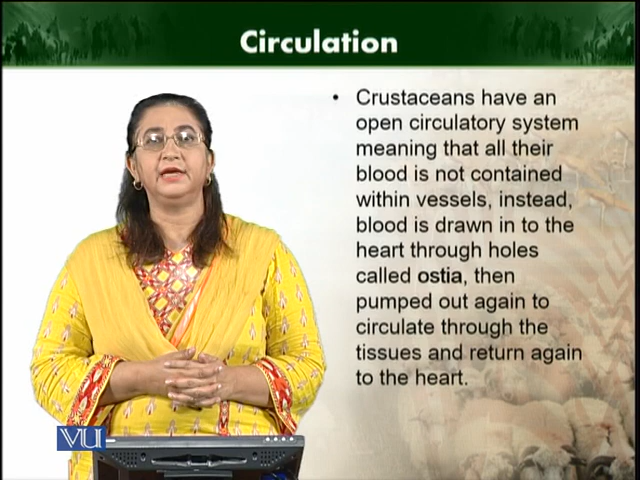 Circulation
• Crustaceans have an
open circulatory system
meaning that all their
blood is not contained
within vessels, instead,
blood is drawn in to the
heart through holes
called ostia, then
pumped out again to
circulate through the
tissues and return again
to the heart.
VU